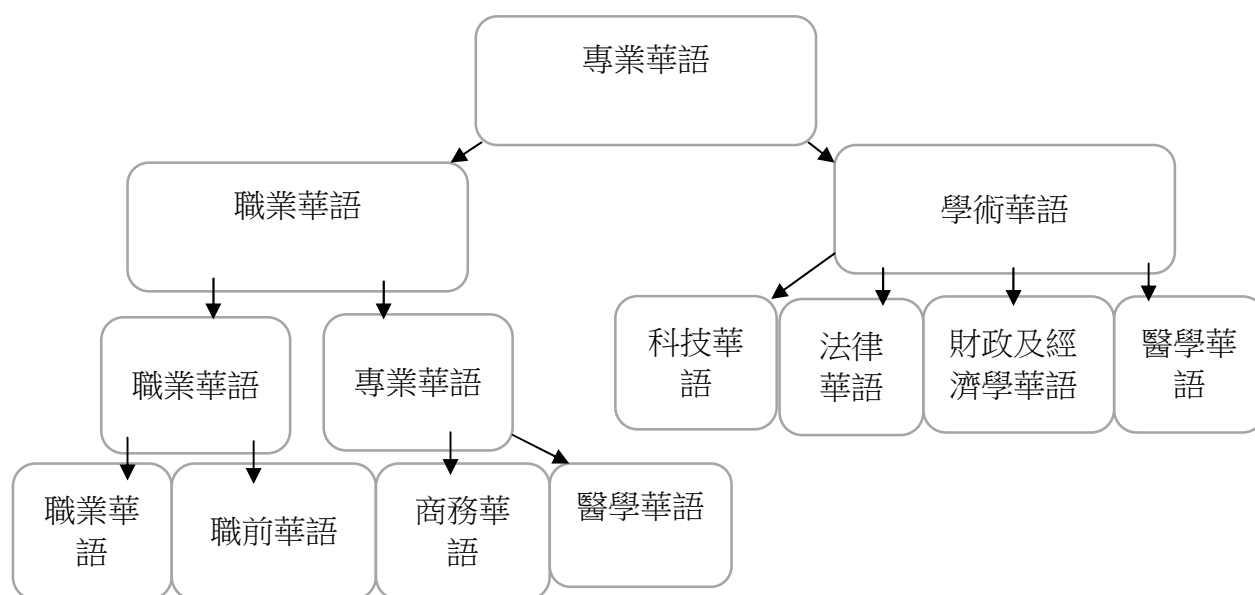 專業華語
職業華語
學術華語
職業華語
專業華語
科技華
語
法律
華語
財政及經
濟學華語
醫學華
語
職業華
語
職前華語
商務華
語
醫學華語